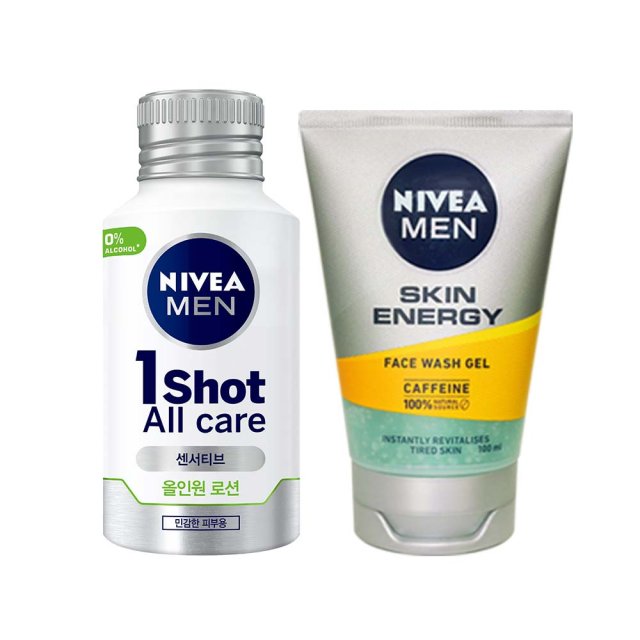 0%
ALCOHOL*
NIVEA
MEN
1 Shot
All care
센서티브
올인원 로션
민감한 피부용
NIVEA
MEN
SKIN
ENERGY
FACE WASH GEL
CAFFEINE
100% NATURAL
SOURCE
INSTANTLY REVITALISES
TIRED SKIN
100 ml